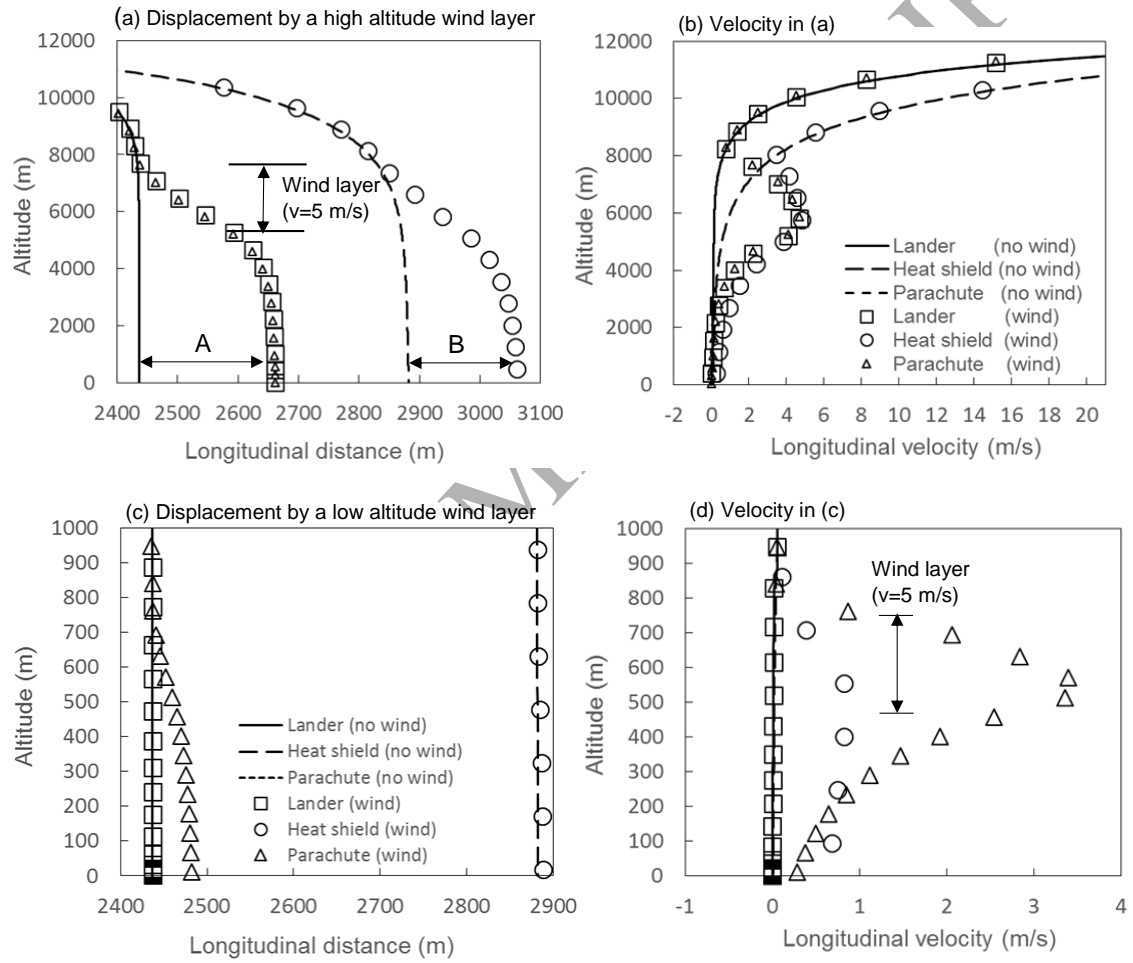 (a) Displacement by a high altitude wind layer
12000
10000
8000
6000
4000
2000
0
Altitude (m)
Wind layer
(v=5 m/s)
A
B
2400 2500 2600 2700 2800 2900 3000 3100
Longitudinal distance (m)
(b) Velocity in (a)
12000
10000
8000
6000
4000
2000
0
Altitude (m)
Lander (no wind)
Heat shield (no wind)
Parachute (no wind)
Lander (wind)
Heat shield (wind)
Parachute (wind)
-2 0 2 4 6 8 10 12 14 16 18 20
Longitudinal velocity (m/s)
(c) Displacement by a low altitude wind layer
1000
900
800
700
600
500
400
300
200
100
0
Altitude (m)
Lander (no wind)
Heat shield (no wind)
Parachute (no wind)
Lander (wind)
Heat shield (wind)
Parachute (wind)
2400 2500 2600 2700 2800 2900
Longitudinal distance (m)
(d) Velocity in (c)
1000
900
800
700
600
500
400
300
200
100
0
Altitude (m)
Wind layer
(v=5 m/s)
-1 0 1 2 3 4
Longitudinal velocity (m/s)